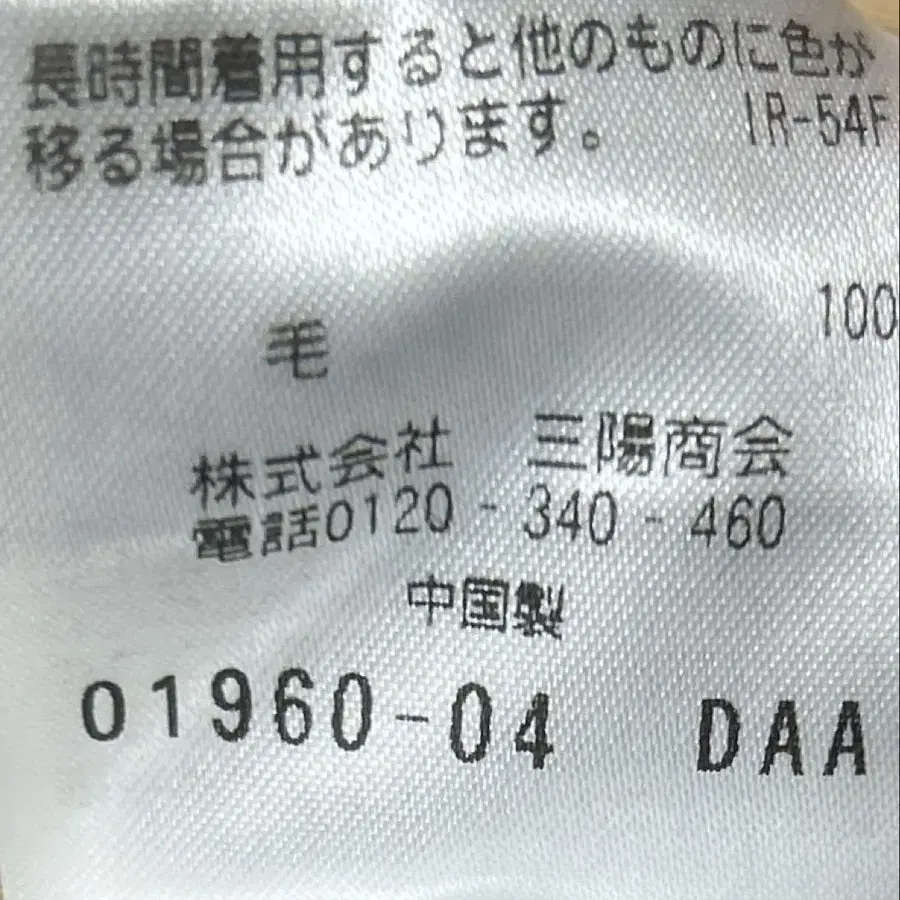 長時間着用すると他のものに色が
移る場合があります。 IR-54F
毛 100
株式会社 三陽商会
電話0120-340-460
中国製
01960-04 DAA